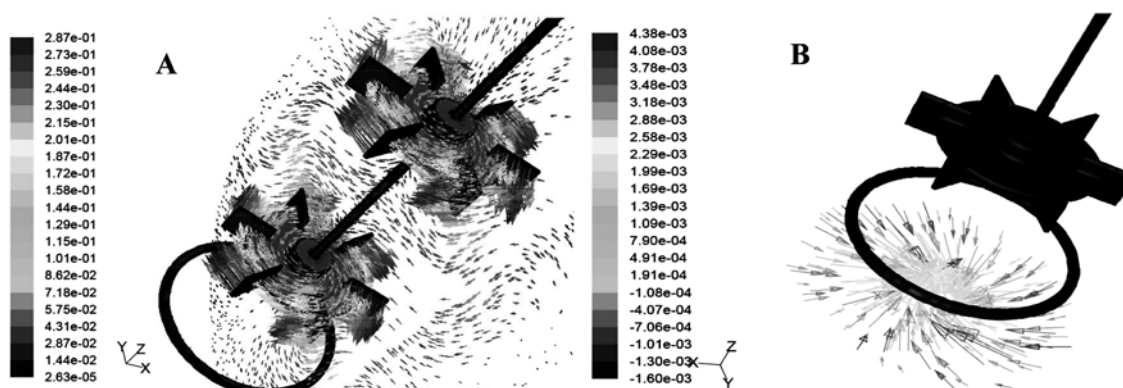 A
2.87e-01
2.73e-01
2.59e-01
2.44e-01
2.30e-01
2.15e-01
2.01e-01
1.87e-01
1.72e-01
1.58e-01
1.44e-01
1.29e-01
1.15e-01
1.01e-01
8.62e-02
7.18e-02
5.75e-02
4.31e-02
2.87e-02
1.44e-02
2.63e-05
Y
Z
X
B
4.38e-03
4.08e-03
3.78e-03
3.48e-03
3.18e-03
2.88e-03
2.58e-03
2.29e-03
1.99e-03
1.69e-03
1.39e-03
1.09e-03
7.90e-04
4.91e-04
1.91e-04
-1.08e-04
-4.07e-04
-7.06e-04
-1.01e-03
-1.30e-03
-1.60e-03
X
Z
Y